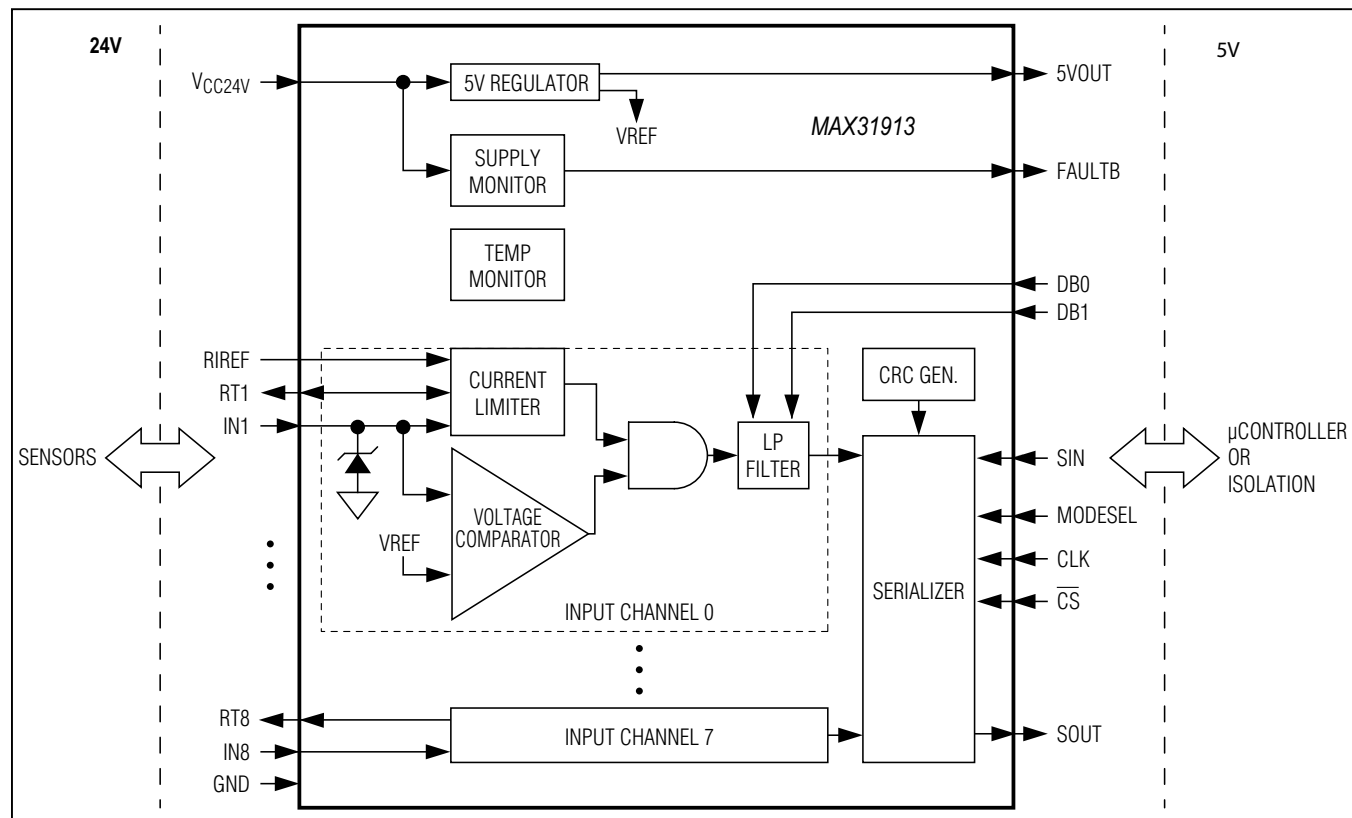 24V
5V
VCC24V
5V REGULATOR
5VOUT
VREF
MAX31913
SUPPLY
MONITOR
FAULTB
TEMP
MONITOR
DB0
DB1
RIREF
RT1
IN1
CURRENT
LIMITER
CRC GEN.
LP
FILTER
SENSORS
SIN
µCONTROLLER
OR
ISOLATION
VOLTAGE
COMPARATOR
VREF
MODESEL
CLK
SERIALIZER
CS
INPUT CHANNEL 0
RT8
IN8
GND
INPUT CHANNEL 7
SOUT